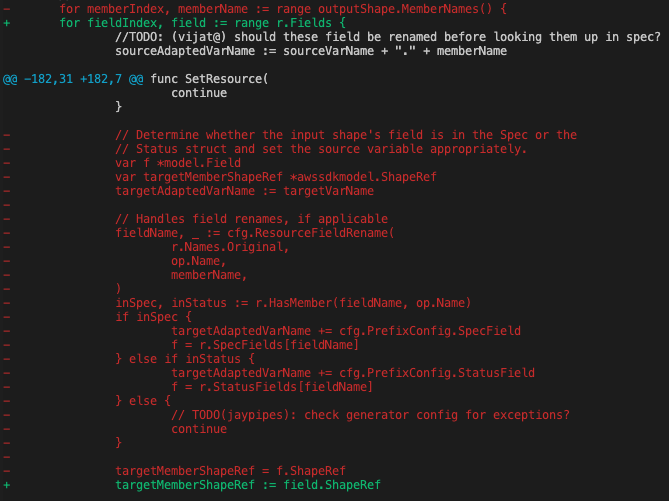 -       for memberIndex, memberName := range outputShape.MemberNames() {
+       for fieldIndex, field := range r.Fields {
                //TODO: (vijat@) should these field be renamed before looking them up in spec?
                sourceAdaptedVarName := sourceVarName + "." + memberName

@@ -182,31 +182,7 @@ func SetResource(
                        continue
                }

-               // Determine whether the input shape's field is in the Spec or the
-               // Status struct and set the source variable appropriately.
-               var f *model.Field
-               var targetMemberShapeRef *awssdkmodel.ShapeRef
-               targetAdaptedVarName := targetVarName
-
-               // Handles field renames, if applicable
-               fieldName, _ := cfg.ResourceFieldRename(
-                       r.Names.Original,
-                       op.Name,
-                       memberName,
-               )
-               inSpec, inStatus := r.HasMember(fieldName, op.Name)
-               if inSpec {
-                       targetAdaptedVarName += cfg.PrefixConfig.SpecField
-                       f = r.SpecFields[fieldName]
-               } else if inStatus {
-                       targetAdaptedVarName += cfg.PrefixConfig.StatusField
-                       f = r.StatusFields[fieldName]
-               } else {
-                       // TODO(jaypipes): check generator config for exceptions?
-                       continue
-               }
-
-               targetMemberShapeRef = f.ShapeRef
+               targetMemberShapeRef := field.ShapeRef